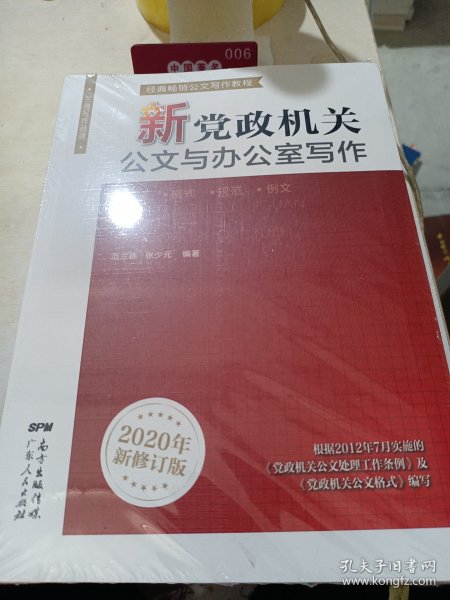 006
中国著名
经典畅销公文写作教程
新党政机关
公文与办公室写作
·格式 ·规范 ·例文
张少元 编著
2020年
新修订版
根据2012年7月实施的
《党政机关公文处理工作条例》及
《党政机关公文格式》编写
SPM
南方出版传媒
广东人民出版社
孔夫子旧书网
www.kongfz.com